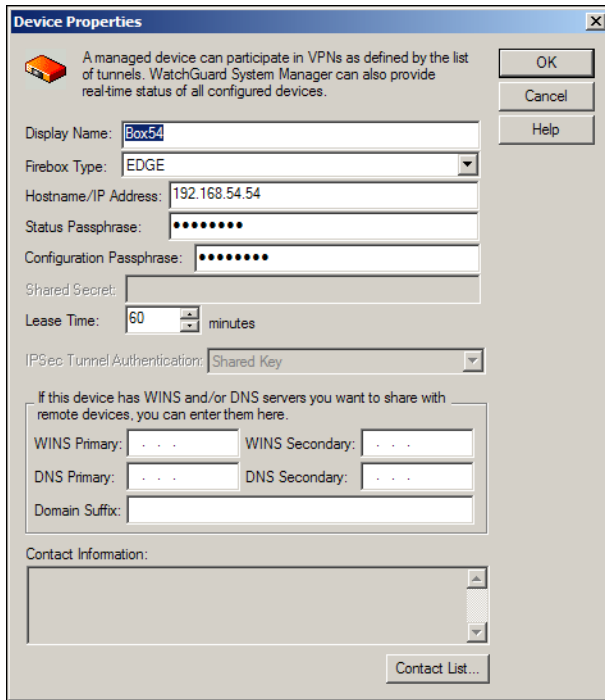 Device Properties
A managed device can participate in VPNs as defined by the list
of tunnels. WatchGuard System Manager can also provide
real-time status of all configured devices.
OK
Cancel
Help
Display Name: Box54
Firebox Type: EDGE
Hostname/IP Address: 192.168.54.54
Status Passphrase: ●●●●●●●●
Configuration Passphrase: ●●●●●●●●
Shared Secret:
Lease Time: 60 minutes
IPSec Tunnel Authentication: Shared Key
If this device has WINS and/or DNS servers you want to share with
remote devices, you can enter them here.
WINS Primary: . . . WINS Secondary: . . .
DNS Primary: . . . DNS Secondary: . . .
Domain Suffix:
Contact Information:
Contact List...